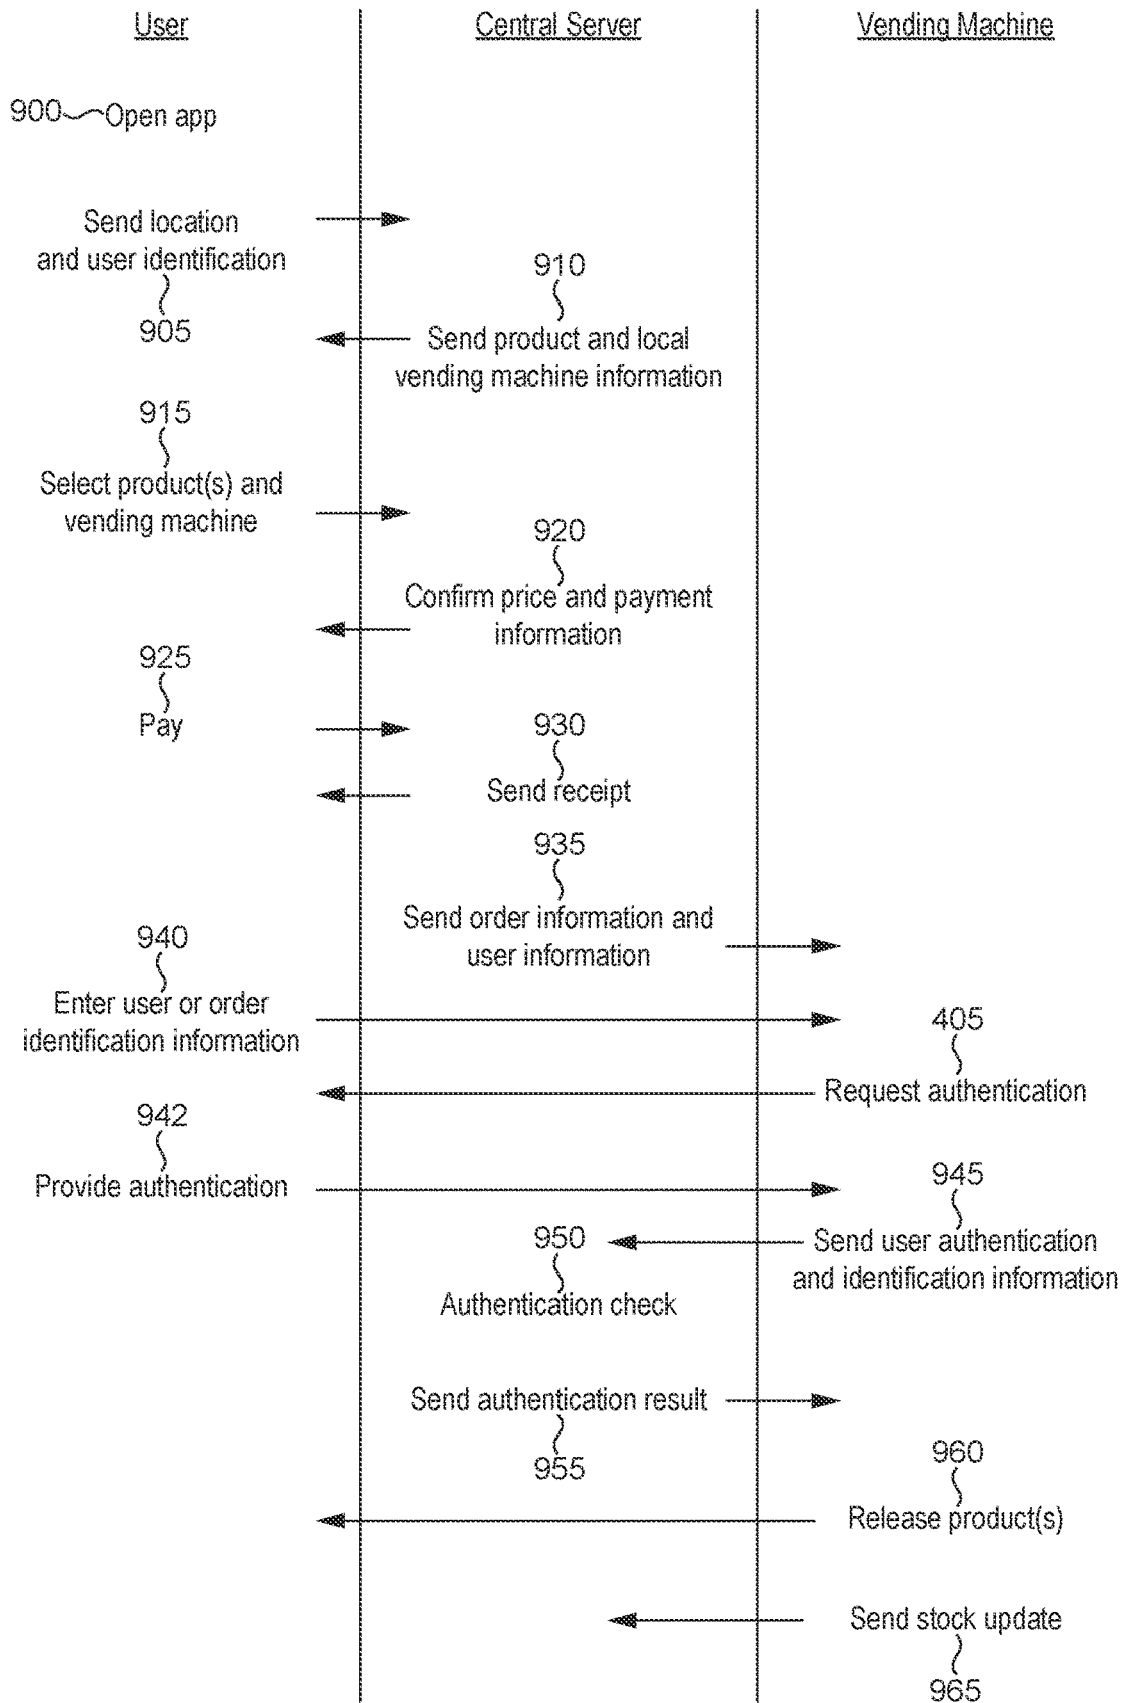 User
Central Server
Vending Machine
900 Open app
Send location
and user identification
905
910
Send product and local
vending machine information
915
Select product(s) and
vending machine
920
Confirm price and payment
information
925
Pay
930
Send receipt
935
Send order information and
user information
940
Enter user or order
identification information
405
Request authentication
942
Provide authentication
945
Send user authentication
and identification information
950
Authentication check
Send authentication result
955
960
Release product(s)
Send stock update
965